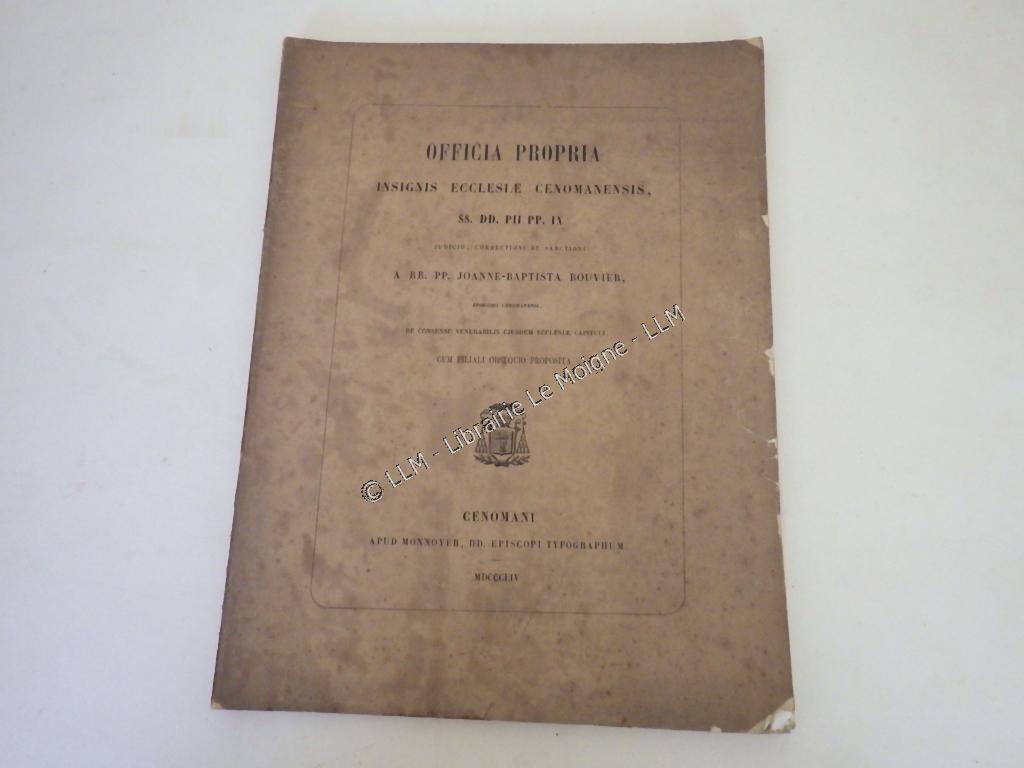 OFFICIA PROPRIA
INSIGNIS ECCLESIÆ CENOMANENSIS,
SS. DD. PII PP. IX
JUDICIO, CORRECTIONI ET SANCTIONI
A RR. PP. JOANNE-BAPTISTA BOUVIER,
EPISCOPO CENOMANENSI,
DE CONSENSU VENERABILIS EJUSDEM ECCLESIÆ CAPITULI
CUM FILIALI OBSEQUIO PROPOSITA
© LLM - Librairie Le Moigne - LLM
CENOMANI
APUD MONNOYER, DD. EPISCOPI TYPOGRAPHUM
MDCCCLIV